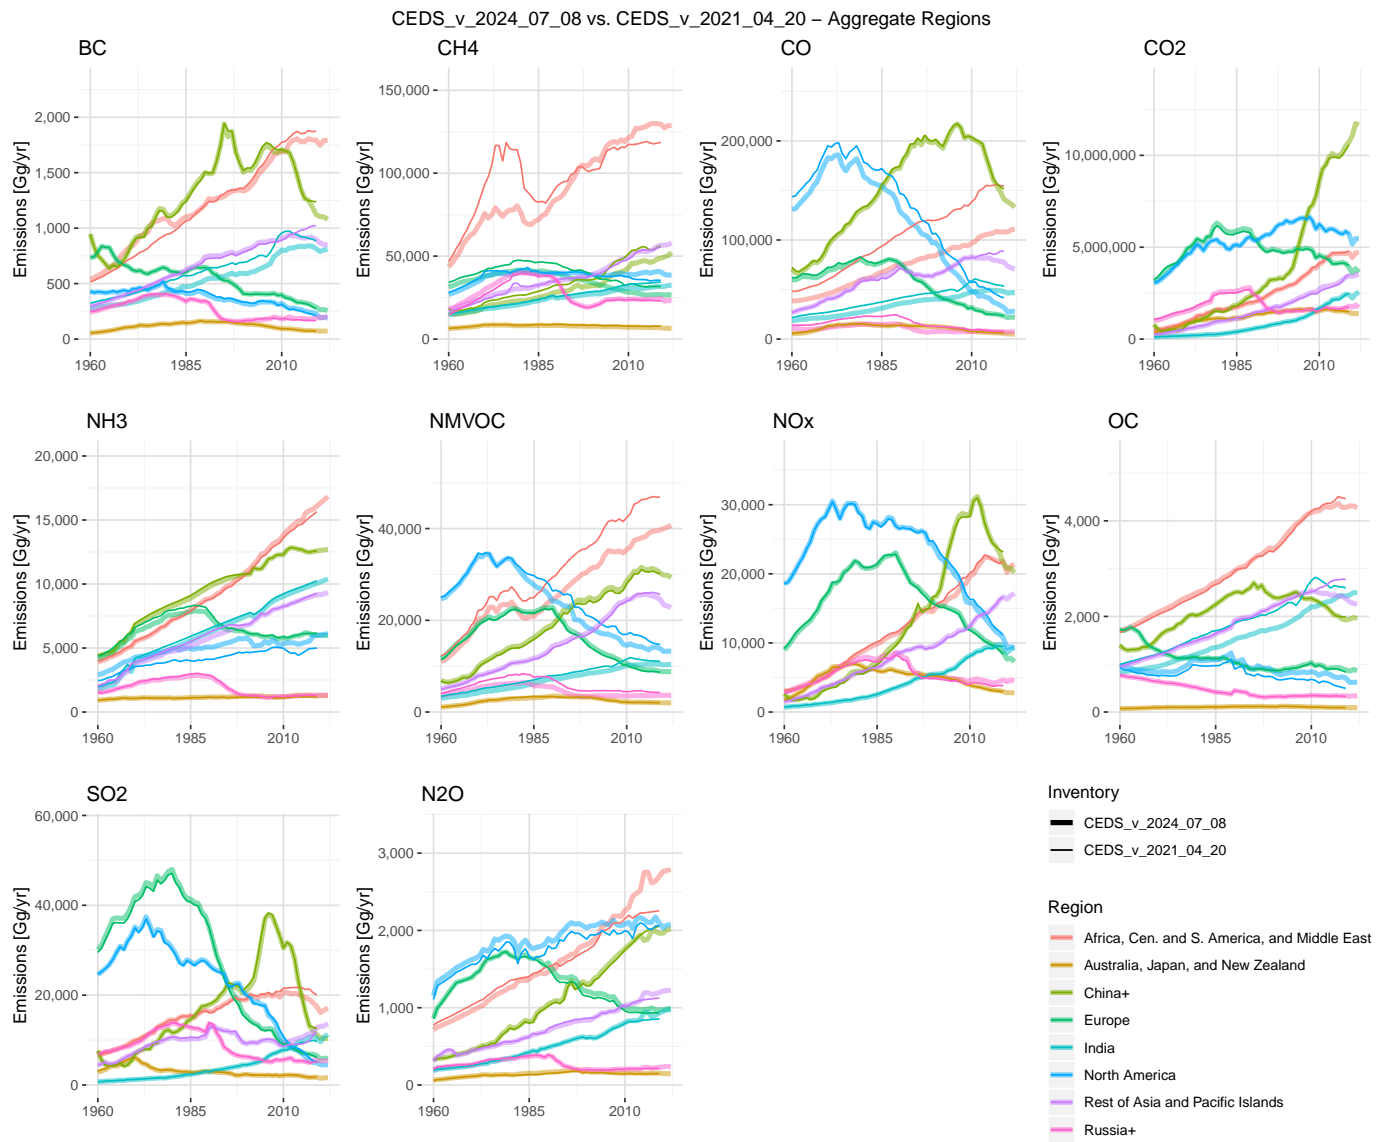 CEDS_v_2024_07_08 vs. CEDS_v_2021_04_20 – Aggregate Regions
BC
CH4
CO
CO2
Emissions [Gg/yr]
2,000
1,500
1,000
500
0
1960
1985
2010
Emissions [Gg/yr]
150,000
100,000
50,000
0
1960
1985
2010
Emissions [Gg/yr]
200,000
100,000
0
1960
1985
2010
Emissions [Gg/yr]
10,000,000
5,000,000
0
1960
1985
2010
NH3
NMVOC
NOx
OC
Emissions [Gg/yr]
20,000
15,000
10,000
5,000
0
1960
1985
2010
Emissions [Gg/yr]
40,000
20,000
0
1960
1985
2010
Emissions [Gg/yr]
30,000
20,000
10,000
0
1960
1985
2010
Emissions [Gg/yr]
4,000
2,000
0
1960
1985
2010
SO2
N2O
Emissions [Gg/yr]
60,000
40,000
20,000
0
1960
1985
2010
Emissions [Gg/yr]
3,000
2,000
1,000
0
1960
1985
2010
Inventory
CEDS_v_2024_07_08
CEDS_v_2021_04_20
Region
Africa, Cen. and S. America, and Middle East
Australia, Japan, and New Zealand
China+
Europe
India
North America
Rest of Asia and Pacific Islands
Russia+